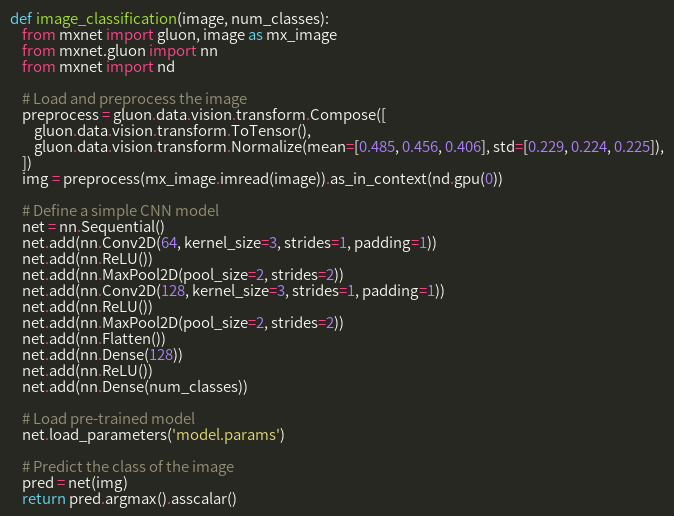 def image_classification(image, num_classes):
    from mxnet import gluon, image as mx_image
    from mxnet.gluon import nn
    from mxnet import nd

    # Load and preprocess the image
    preprocess = gluon.data.vision.transform.Compose([
        gluon.data.vision.transform.ToTensor(),
        gluon.data.vision.transform.Normalize(mean=[0.485, 0.456, 0.406], std=[0.229, 0.224, 0.225]),
    ])
    img = preprocess(mx_image.imread(image)).as_in_context(nd.gpu(0))

    # Define a simple CNN model
    net = nn.Sequential()
    net.add(nn.Conv2D(64, kernel_size=3, strides=1, padding=1))
    net.add(nn.ReLU())
    net.add(nn.MaxPool2D(pool_size=2, strides=2))
    net.add(nn.Conv2D(128, kernel_size=3, strides=1, padding=1))
    net.add(nn.ReLU())
    net.add(nn.MaxPool2D(pool_size=2, strides=2))
    net.add(nn.Flatten())
    net.add(nn.Dense(128))
    net.add(nn.ReLU())
    net.add(nn.Dense(num_classes))

    # Load pre-trained model
    net.load_parameters('model.params')

    # Predict the class of the image
    pred = net(img)
    return pred.argmax().asscalar()